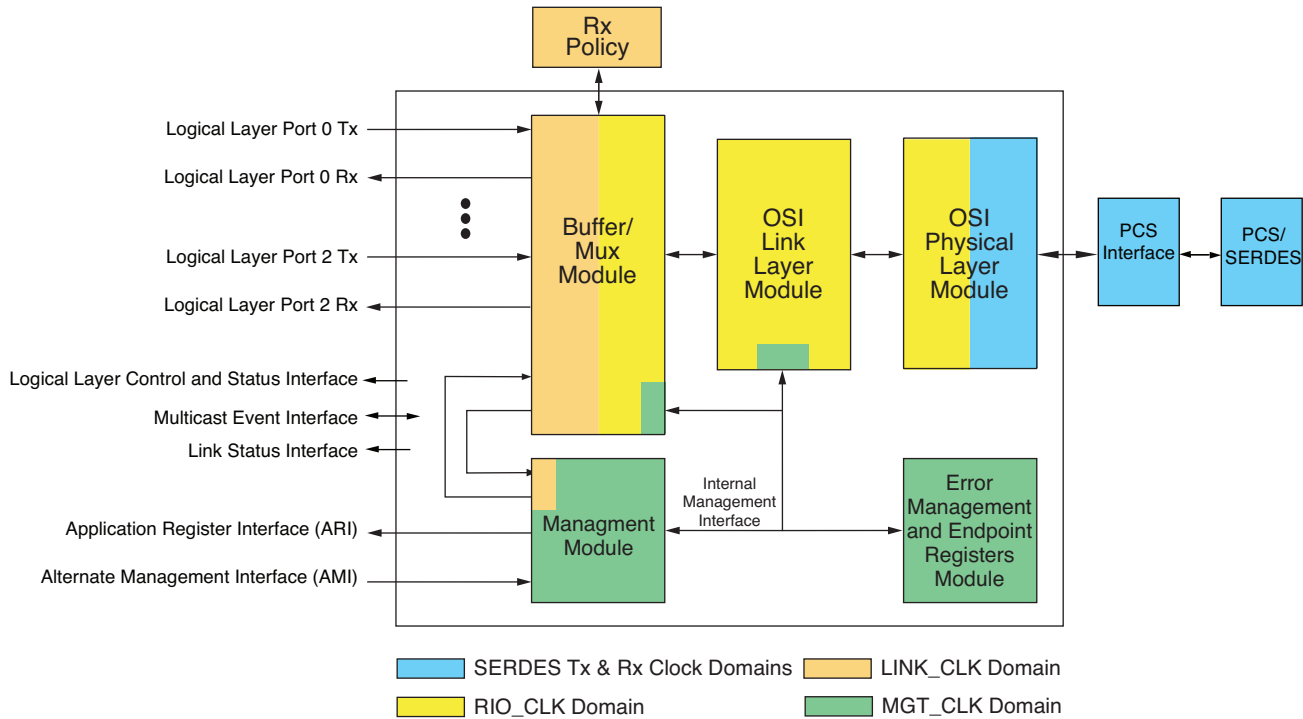 Rx
Policy
Logical Layer Port 0 Tx
Logical Layer Port 0 Rx
Logical Layer Port 2 Tx
Logical Layer Port 2 Rx
Logical Layer Control and Status Interface
Multicast Event Interface
Link Status Interface
Application Register Interface (ARI)
Alternate Management Interface (AMI)
Buffer/
Mux
Module
OSI
Link
Layer
Module
OSI
Physical
Layer
Module
PCS
Interface
PCS/
SERDES
Managment
Module
Internal
Management
Interface
Error
Management
and Endpoint
Registers
Module
SERDES Tx & Rx Clock Domains
LINK_CLK Domain
RIO_CLK Domain
MGT_CLK Domain